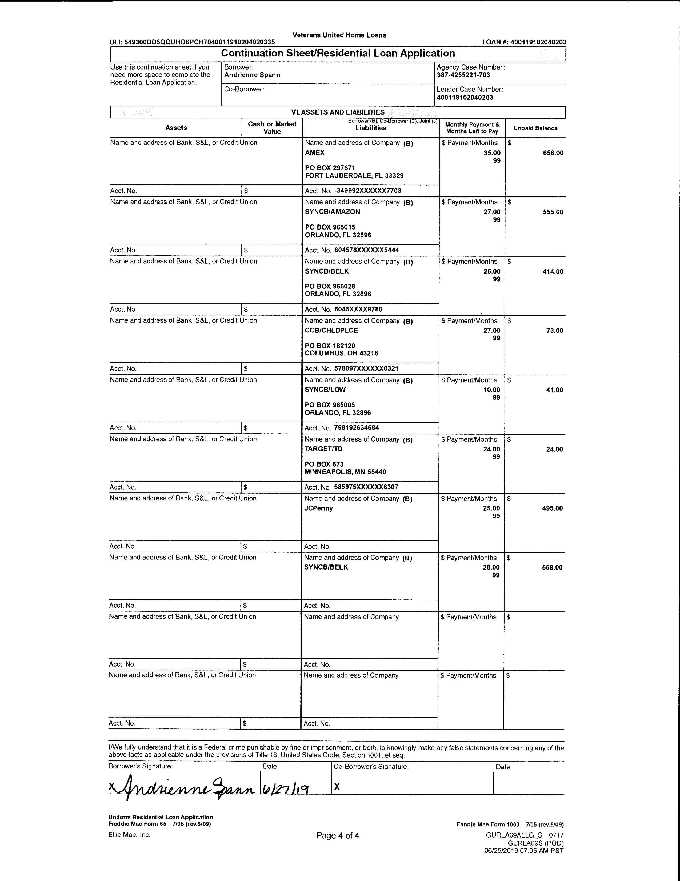 Veterans United Home Loans
LOAN #: 400119102040203
Continuation Sheet/Residential Loan Application
Use this continuation sheet if you need more space to complete the Residential Loan Application.
Borrower:
Adrienne Spann
Co-Borrower:
Agency Case Number:
387-4255221-703
Lender Case Number:
400119102040203
VI. ASSETS AND LIABILITIES
Assets
Cash or Market Value
Liabilities
Monthly Payment & Months Left to Pay
Unpaid Balance
Name and address of Bank, S&L, or Credit Union
Name and address of Company (B)
$ Payment/Months
$
AMEX
35.00
656.00
99
PO BOX 297871
FORT LAUDERDALE, FL 33329
Acct. No.
$
Acct. No. 349992XXXXXX7708
Name and address of Bank, S&L, or Credit Union
Name and address of Company (B)
$ Payment/Months
$
SYNCB/AMAZON
27.00
555.00
99
PO BOX 965015
ORLANDO, FL 32896
Acct. No.
$
Acct. No. 604578XXXXXX5444
Name and address of Bank, S&L, or Credit Union
Name and address of Company (B)
$ Payment/Months
$
SYNCB/BELK
26.00
414.00
99
PO BOX 965028
ORLANDO, FL 32896
Acct. No.
$
Acct. No.
Name and address of Bank, S&L, or Credit Union
Name and address of Company (B)
$ Payment/Months
$
CCB/CHLDPLCE
27.00
73.00
99
PO BOX 182120
COLUMBUS, OH 43218
Acct. No.
$
Acct. No. 578097XXXXXX0321
Name and address of Bank, S&L, or Credit Union
Name and address of Company (B)
$ Payment/Months
$
SYNCB/LOW
10.00
41.00
99
PO BOX 965005
ORLANDO, FL 32896
Acct. No.
$
Acct. No. 798192634684
Name and address of Bank, S&L, or Credit Union
Name and address of Company (B)
$ Payment/Months
$
TARGET/TD
24.00
24.00
99
PO BOX 673
MINNEAPOLIS, MN 55440
Acct. No.
$
Acct. No. 585975XXXXXX6307
Name and address of Bank, S&L, or Credit Union
Name and address of Company (B)
$ Payment/Months
$
JCPenny
25.00
495.00
99
Acct. No.
$
Acct. No.
Name and address of Bank, S&L, or Credit Union
Name and address of Company (B)
$ Payment/Months
$
SYNCB/BELK
28.00
568.00
99
Acct. No.
$
Acct. No.
Name and address of Bank, S&L, or Credit Union
Name and address of Company
$ Payment/Months
$
Acct. No.
$
Acct. No.
Name and address of Bank, S&L, or Credit Union
Name and address of Company
$ Payment/Months
$
Acct. No.
$
Acct. No.
I/We fully understand that it is a Federal crime punishable by fine or imprisonment, or both, to knowingly make any false statements concerning any of the
above facts as applicable under the provisions of Title 18, United States Code, Section 1001, et seq.
Borrower's Signature
Date
Co-Borrower's Signature
Date
X Andrienne Spann 6/27/19
X
Uniform Residential Loan Application
Freddie Mac Form 65 7/05 (rev.6/09)
Fannie Mae Form 1003 7/05 (rev.6/09)
Ellie Mae, Inc.
Page 4 of 4
06/25/2019 07:05 AM PST